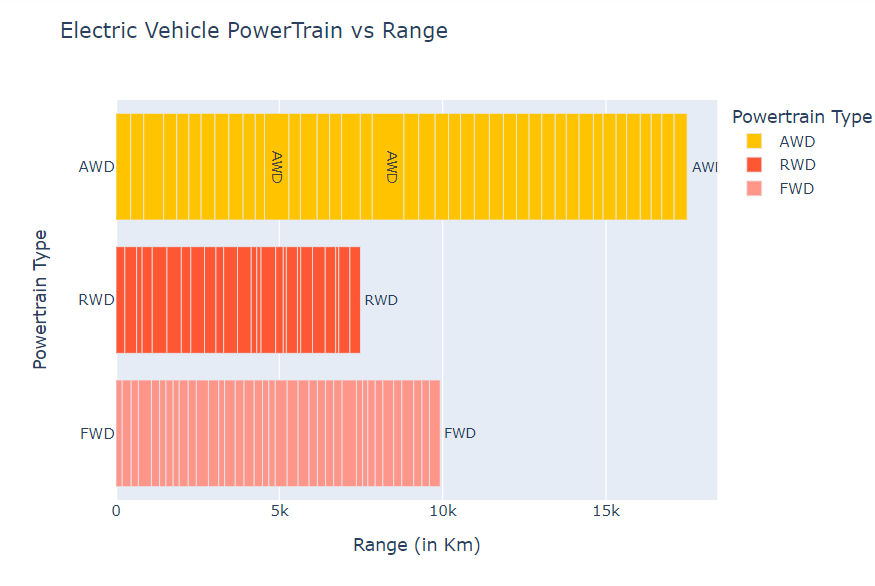 Electric Vehicle PowerTrain vs Range
Powertrain Type
AWD
RWD
FWD
AWD
AWD
AWD
AWD
RWD
RWD
FWD
FWD
Powertrain Type
0
5k
10k
15k
Range (in Km)